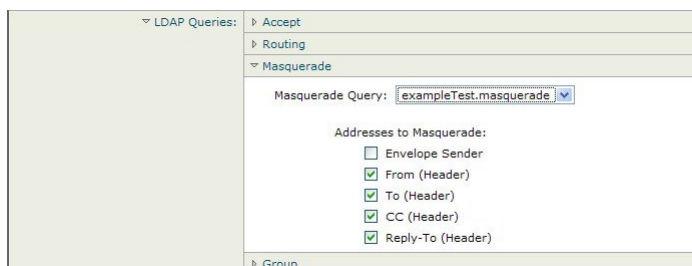 LDAP Queries:
Accept
Routing
Masquerade
Masquerade Query: exampleTest.masquerade
Addresses to Masquerade:
Envelope Sender
From (Header)
To (Header)
CC (Header)
Reply-To (Header)
Group